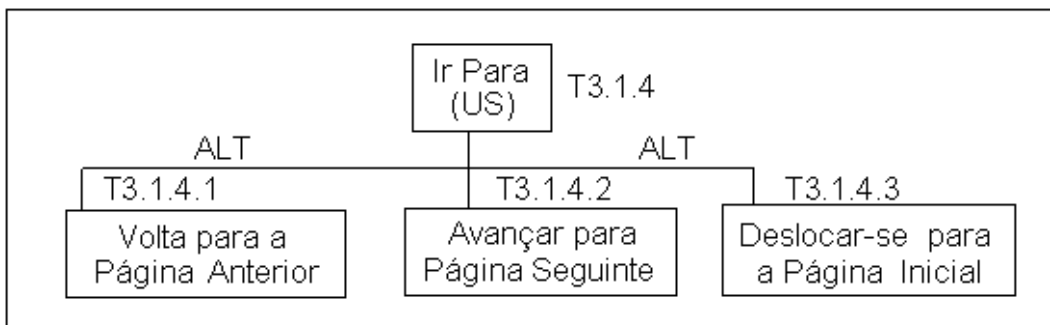 Ir Para
(US)
T3.1.4
ALT
ALT
T3.1.4.1
T3.1.4.2
T3.1.4.3
Volta para a
Página Anterior
Avançar para
Página Seguinte
Deslocar-se para
a Página Inicial